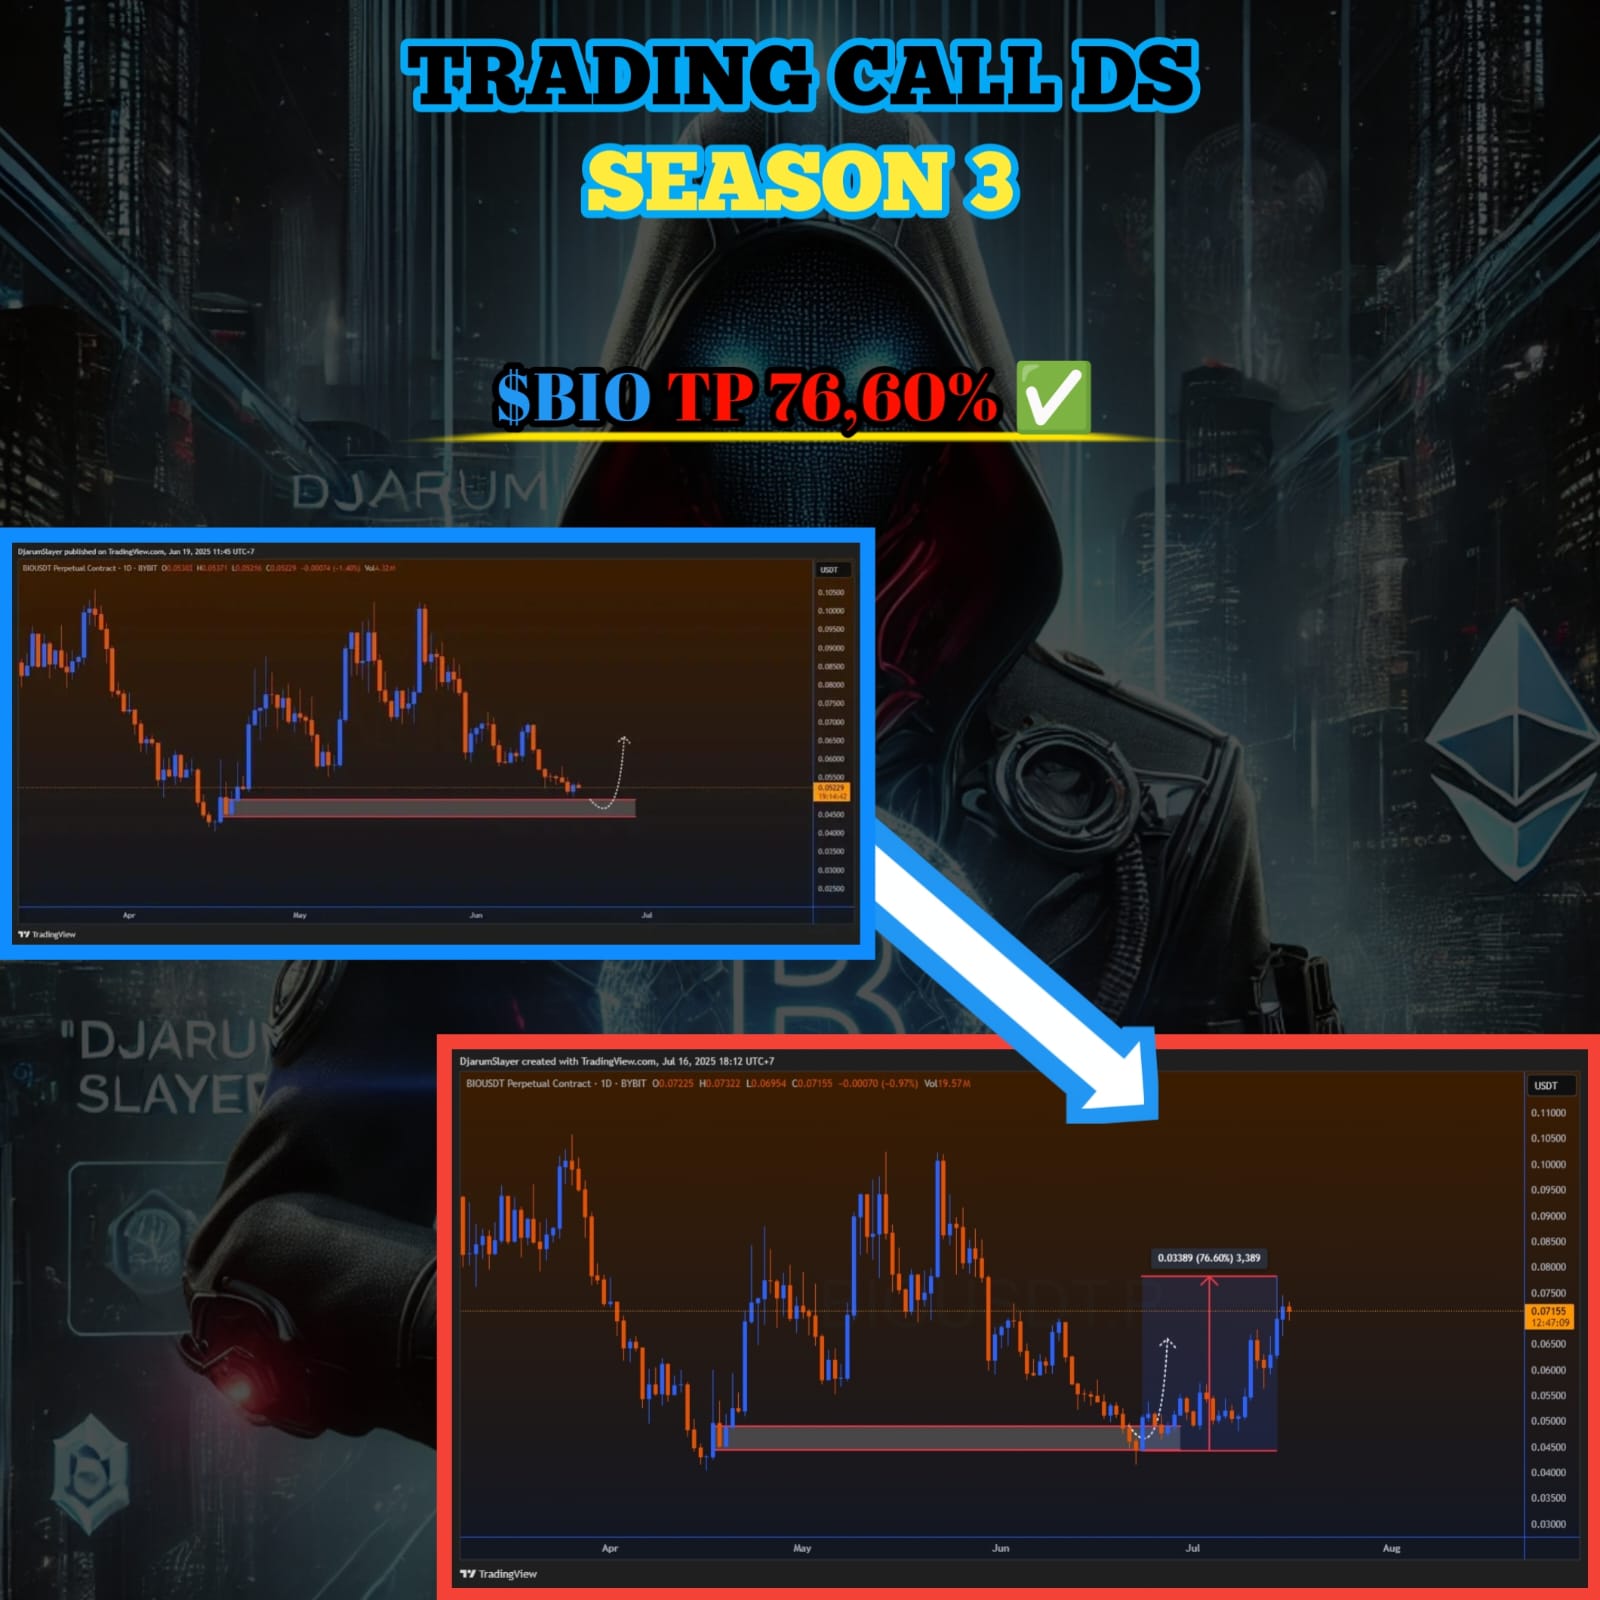 TRADING CALL DS
SEASON 3
$BIO TP 76,60% ✅
DJARUM
DjarumSlayer published on TradingView.com, Jun 19, 2025 11:45 UTC+7
BIOUSDT Perpetual Contract · 1D · BYBIT H0.05371 C0.05229 -0.00074 (-1.40%) Vol4.32M
USDT
0.10500
0.10000
0.09500
0.09000
0.08500
0.08000
0.07500
0.07000
0.06500
0.06000
0.05500
0.05229
19:14:42
0.04500
0.04000
0.03500
0.03000
0.02500
Apr May Jun Jul
TradingView
"DJARUM
SLAYER
DjarumSlayer created with TradingView.com, Jul 16, 2025 18:12 UTC+7
BIOUSDT Perpetual Contract · 1D · BYBIT O0.07225 H0.07322 L0.06954 C0.07155 -0.00070 (-0.97%) Vol19.57M
USDT
0.11000
0.10500
0.10000
0.09500
0.09000
0.08500
0.03389 (76.60%) 3,389
0.08000
0.07500
0.07155
12:47:09
0.06500
0.06000
0.05500
0.05000
0.04500
0.04000
0.03500
0.03000
Apr May Jun Jul Aug
TradingView